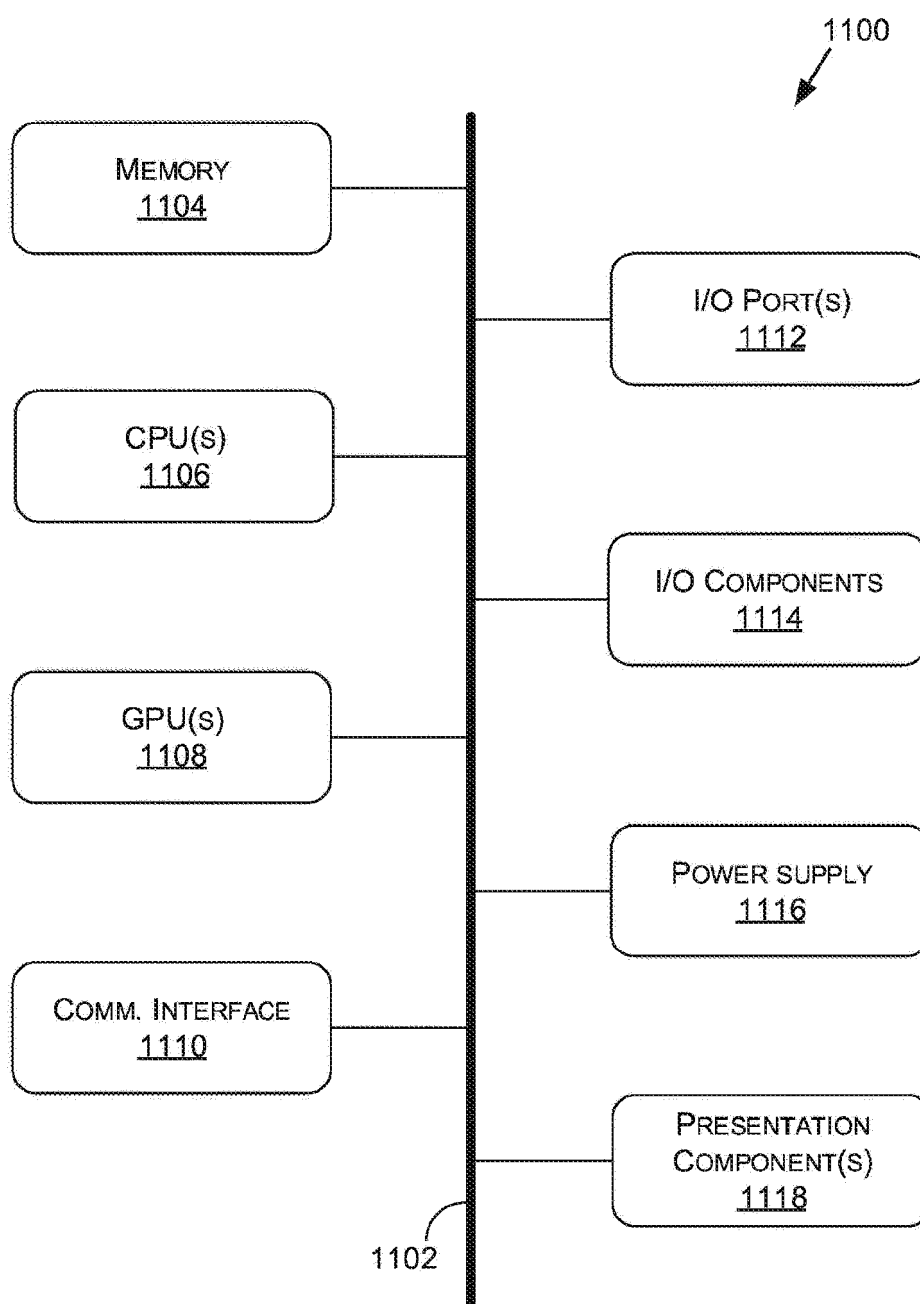 1100
MEMORY
1104
I/O PORT(S)
1112
CPU(S)
1106
I/O COMPONENTS
1114
GPU(S)
1108
POWER SUPPLY
1116
COMM. INTERFACE
1110
PRESENTATION
COMPONENT(S)
1118
1102